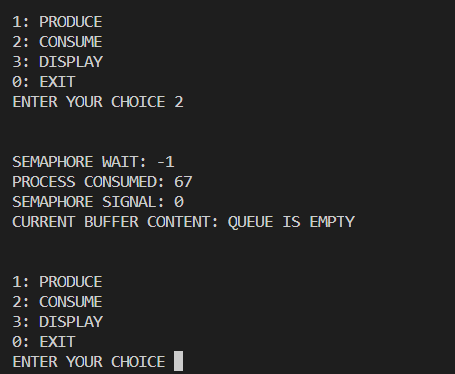 1: PRODUCE
2: CONSUME
3: DISPLAY
0: EXIT
ENTER YOUR CHOICE 2
SEMAPHORE WAIT: -1
PROCESS CONSUMED: 67
SEMAPHORE SIGNAL: 0
CURRENT BUFFER CONTENT: QUEUE IS EMPTY
1: PRODUCE
2: CONSUME
3: DISPLAY
0: EXIT
ENTER YOUR CHOICE